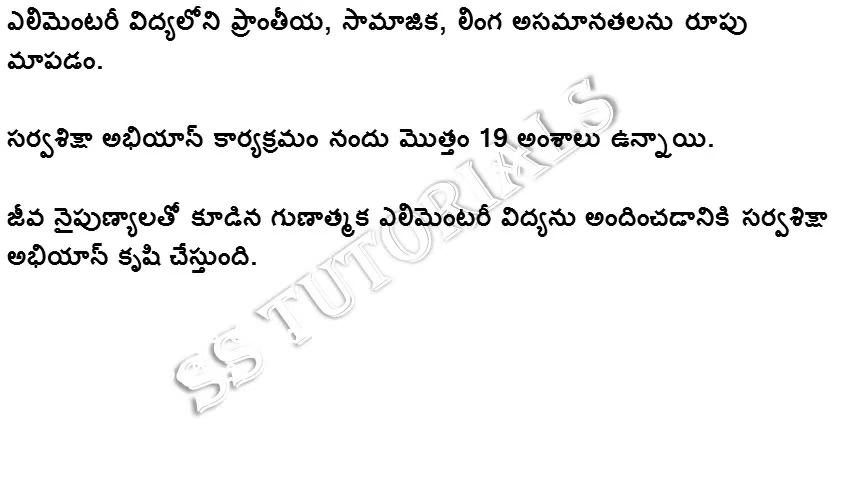 ఎలిమెంటరీ విద్యలోని ప్రాంతీయ, సామాజిక, లింగ అసమానతలను రూపు
మాపడం.
సర్వశిక్షా అభియాస్ కార్యక్రమం నందు మొత్తం 19 అంశాలు ఉన్నాయి.
జీవ నైపుణ్యాలతో కూడిన గుణాత్మక ఎలిమెంటరీ విద్యను అందించడానికి సర్వశిక్షా
అభియాస్ కృషి చేస్తుంది.
SS TUTORIALS